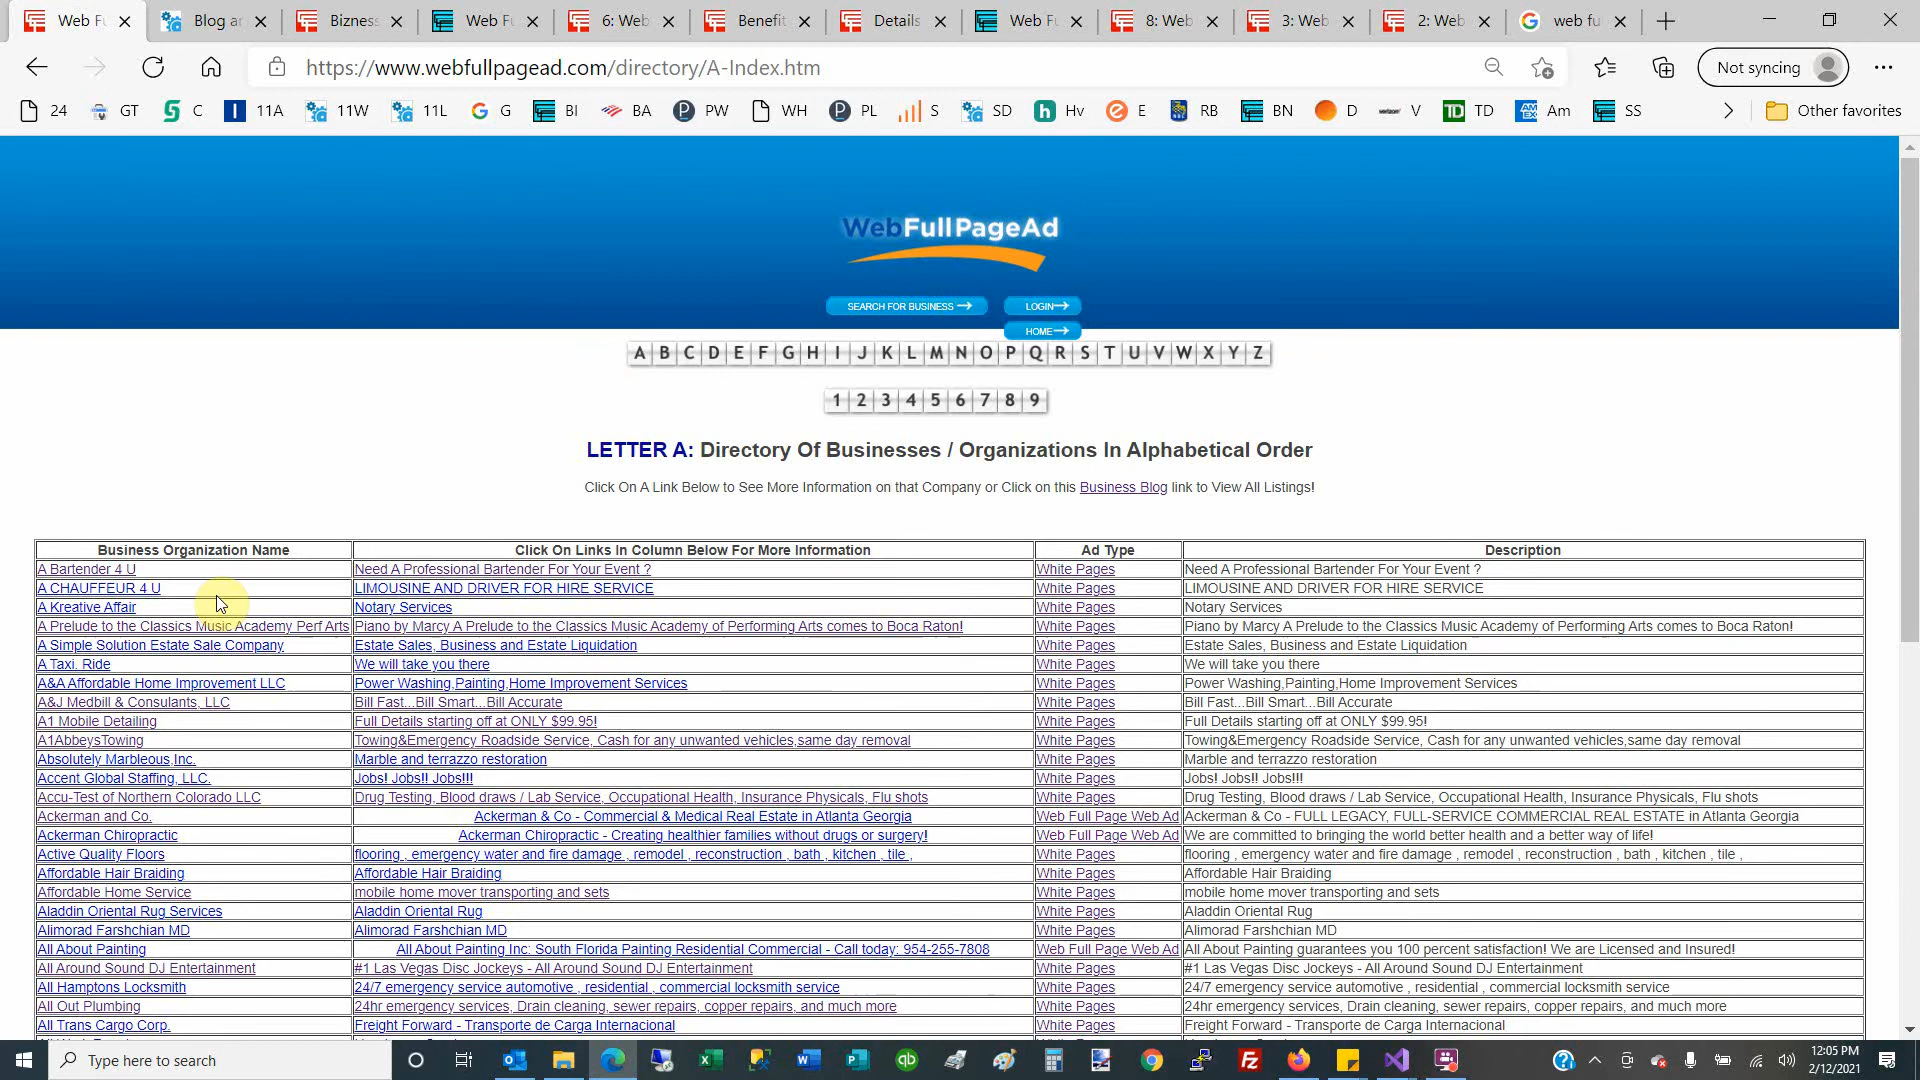 Web Fu
Blog ar
Biznes
Web Fu
6: Web
Benefit
Details
Web Fu
8: Web
3: Web
2: Web
web fu
https://www.webfullpagead.com/directory/A-Index.htm
Not syncing
24 GT C 11A 11W 11L G BI BA PW WH PL S SD Hv E RB BN D V TD Am SS Other favorites
WebFullPageAd
SEARCH FOR BUSINESS LOGIN
HOME
A B C D E F G H I J K L M N O P Q R S T U V W X Y Z
1 2 3 4 5 6 7 8 9
LETTER A: Directory Of Businesses / Organizations In Alphabetical Order
Click On A Link Below to See More Information on that Company or Click on this Business Blog link to View All Listings!
Business Organization Name Click On Links In Column Below For More Information Ad Type Description
A Bartender 4 U Need A Professional Bartender For Your Event ? White Pages Need A Professional Bartender For Your Event ?
A CHAUFFEUR 4 U LIMOUSINE AND DRIVER FOR HIRE SERVICE White Pages LIMOUSINE AND DRIVER FOR HIRE SERVICE
A Kreative Affair Notary Services White Pages Notary Services
A Prelude to the Classics Music Academy Perf Arts Piano by Marcy A Prelude to the Classics Music Academy of Performing Arts comes to Boca Raton! White Pages Piano by Marcy A Prelude to the Classics Music Academy of Performing Arts comes to Boca Raton!
A Simple Solution Estate Sale Company Estate Sales, Business and Estate Liquidation White Pages Estate Sales, Business and Estate Liquidation
A Taxi. Ride We will take you there White Pages We will take you there
A&A Affordable Home Improvement LLC Power Washing,Painting,Home Improvement Services White Pages Power Washing,Painting,Home Improvement Services
A&J Medbill & Consulants, LLC Bill Fast...Bill Smart...Bill Accurate White Pages Bill Fast...Bill Smart...Bill Accurate
A1 Mobile Detailing Full Details starting off at ONLY $99.95! White Pages Full Details starting off at ONLY $99.95!
A1AbbeysTowing Towing&Emergency Roadside Service, Cash for any unwanted vehicles,same day removal White Pages Towing&Emergency Roadside Service, Cash for any unwanted vehicles,same day removal
Absolutely Marbleous,Inc. Marble and terrazzo restoration White Pages Marble and terrazzo restoration
Accent Global Staffing, LLC. Jobs! Jobs!! Jobs!!! White Pages Jobs! Jobs!! Jobs!!!
Accu-Test of Northern Colorado LLC Drug Testing, Blood draws / Lab Service, Occupational Health, Insurance Physicals, Flu shots White Pages Drug Testing, Blood draws / Lab Service, Occupational Health, Insurance Physicals, Flu shots
Ackerman and Co. Ackerman & Co - Commercial & Medical Real Estate in Atlanta Georgia Web Full Page Web Ad Ackerman & Co - FULL LEGACY, FULL-SERVICE COMMERCIAL REAL ESTATE in Atlanta Georgia
Ackerman Chiropractic Ackerman Chiropractic - Creating healthier families without drugs or surgery! Web Full Page Web Ad We are committed to bringing the world better health and a better way of life!
Active Quality Floors flooring , emergency water and fire damage , remodel , reconstruction , bath , kitchen , tile , White Pages flooring , emergency water and fire damage , remodel , reconstruction , bath , kitchen , tile ,
Affordable Hair Braiding Affordable Hair Braiding White Pages Affordable Hair Braiding
Affordable Home Service mobile home mover transporting and sets White Pages mobile home mover transporting and sets
Aladdin Oriental Rug Services Aladdin Oriental Rug White Pages Aladdin Oriental Rug
Alimorad Farshchian MD Alimorad Farshchian MD White Pages Alimorad Farshchian MD
All About Painting All About Painting Inc: South Florida Painting Residential Commercial - Call today: 954-255-7808 Web Full Page Web Ad All About Painting guarantees you 100 percent satisfaction! We are Licensed and Insured!
All Around Sound DJ Entertainment #1 Las Vegas Disc Jockeys - All Around Sound DJ Entertainment White Pages #1 Las Vegas Disc Jockeys - All Around Sound DJ Entertainment
All Hamptons Locksmith 24/7 emergency service automotive , residential , commercial locksmith service White Pages 24/7 emergency service automotive , residential , commercial locksmith service
All Out Plumbing 24hr emergency services, Drain cleaning, sewer repairs, copper repairs, and much more White Pages 24hr emergency services, Drain cleaning, sewer repairs, copper repairs, and much more
All Trans Cargo Corp. Freight Forward - Transporte de Carga Internacional White Pages Freight Forward - Transporte de Carga Internacional
Type here to search
12:05 PM
2/12/2021